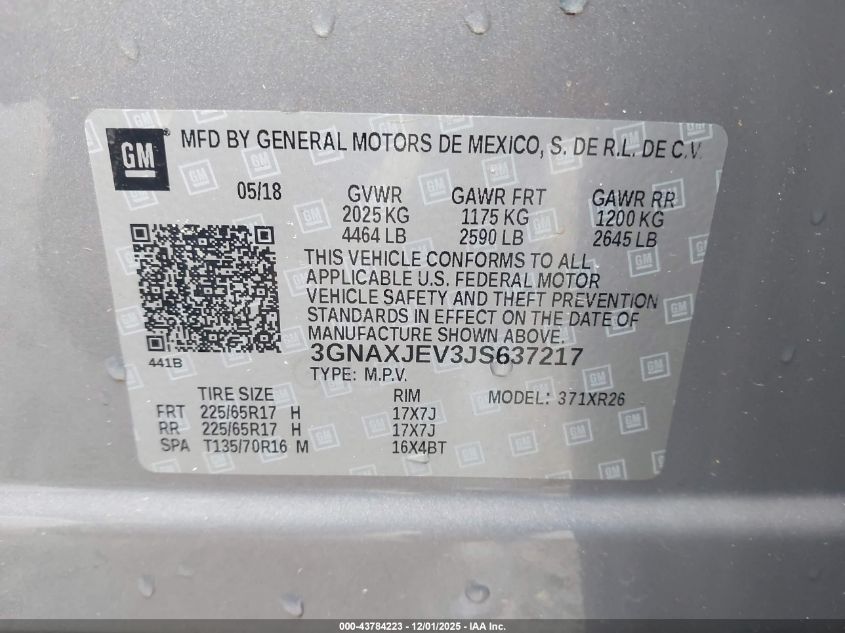 GM MFD BY GENERAL MOTORS DE MEXICO, S. DE R.L. DE C.V.
05/18 GVWR GAWR FRT GAWR RR
2025 KG 1175 KG 1200 KG
4464 LB 2590 LB 2645 LB
THIS VEHICLE CONFORMS TO ALL
APPLICABLE U.S. FEDERAL MOTOR
VEHICLE SAFETY AND THEFT PREVENTION
STANDARDS IN EFFECT ON THE DATE OF
MANUFACTURE SHOWN ABOVE.
441B
3GNAXJEV3JS637217
TYPE: M.P.V.
TIRE SIZE RIM MODEL: 371XR26
FRT 225/65R17 H 17X7J
RR 225/65R17 H 17X7J
SPA T135/70R16 M 16X4BT
000-43784223 - 12/01/2025 - IAA Inc.